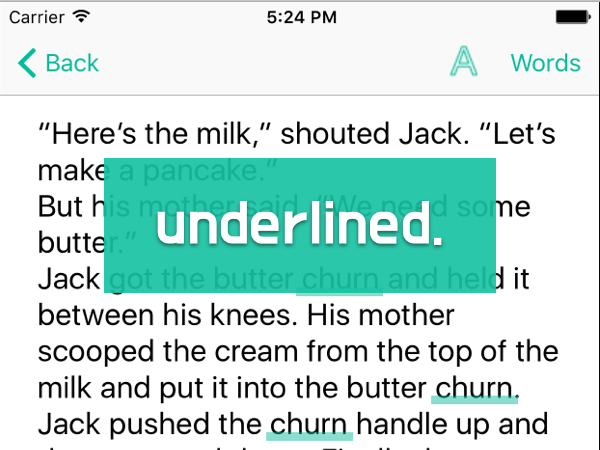 Carrier 5:24 PM
Back A Words
“Here’s the milk,” shouted Jack. “Let’s
make a pancake.”
But his mother said, “We need some
butter.”
underlined.
Jack got the butter churn and held it
between his knees. His mother
scooped the cream from the top of the
milk and put it into the butter churn.
Jack pushed the churn handle up and